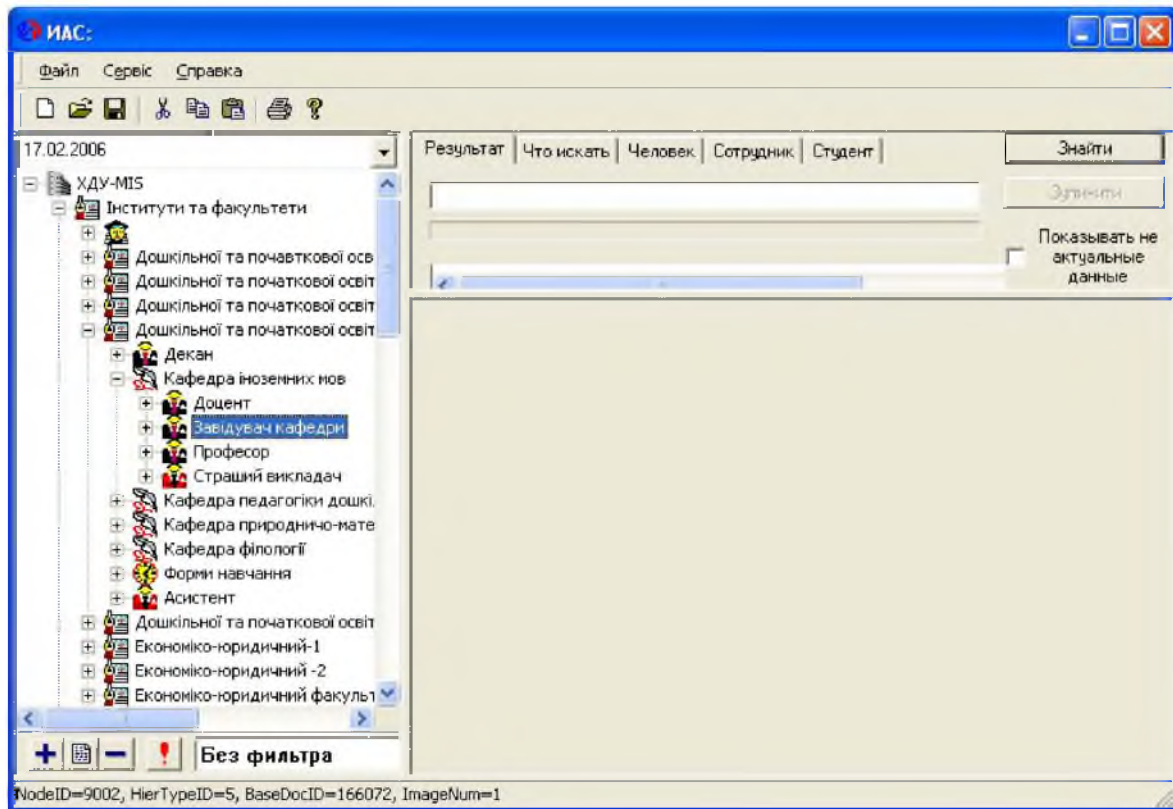 ИАС:
Файл Сервіс Справка
17.02.2006
ХДУ-MIS
Інститути та факультети
Дошкільної та почавткової осв
Дошкільної та початкової освіт
Дошкільної та початкової освіт
Дошкільної та початкової освіт
Декан
Кафедра іноземних мов
Доцент
Завідувач кафедри
Професор
Страший викладач
Кафедра педагогіки дошкі
Кафедра природничо-мате
Кафедра філології
Форми навчання
Асистент
Дошкільної та початкової освіт
Економіко-юридичний-1
Економіко-юридичний -2
Економіко-юридичний факульт
Без фильтра
Результат Что искать Человек Сотрудник Студент
Знайти
Зупинити
Показывать не
актуальные
данные
NodeID=9002, HierTypeID=5, BaseDocID=166072, ImageNum=1